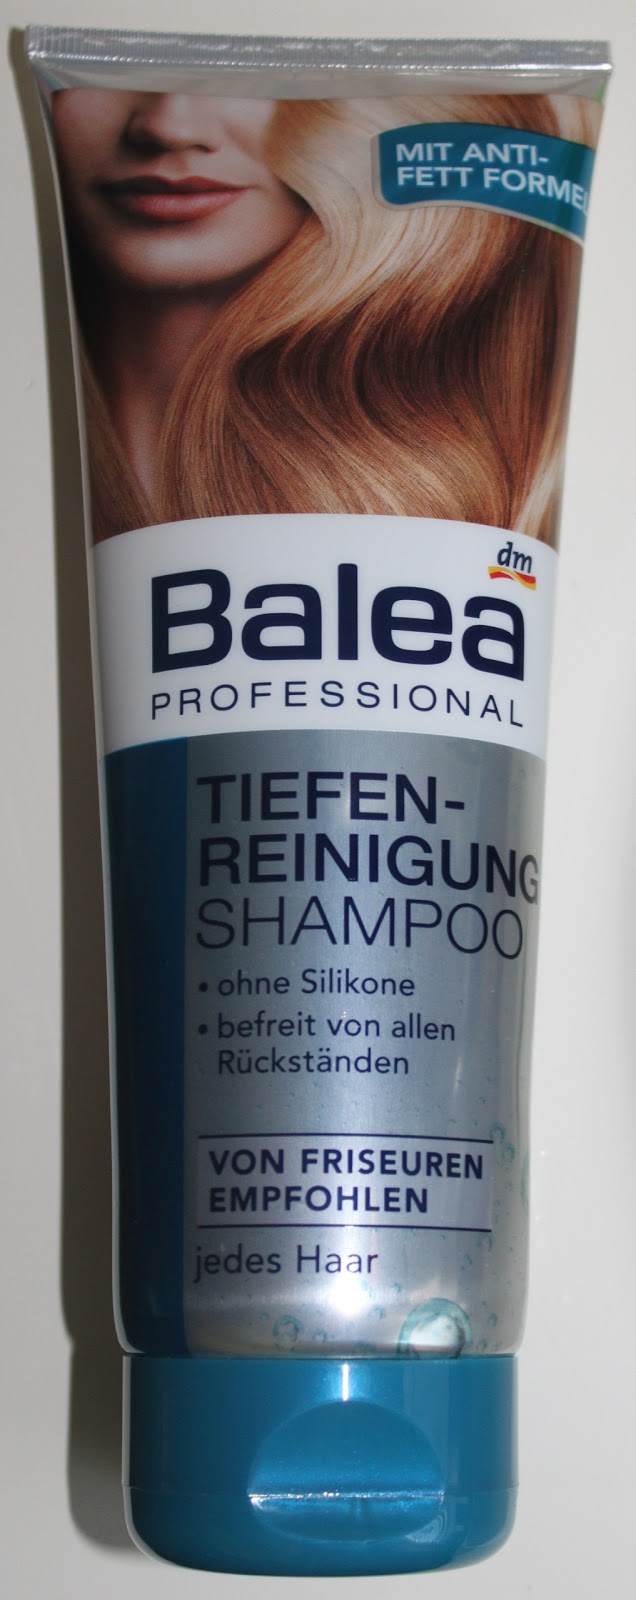 MIT ANTI-
FETT FORMEL
dm
Balea
PROFESSIONAL
TIEFEN-
REINIGUNG
SHAMPOO
• ohne Silikone
• befreit von allen
Rückständen
VON FRISEUREN
EMPFOHLEN
jedes Haar